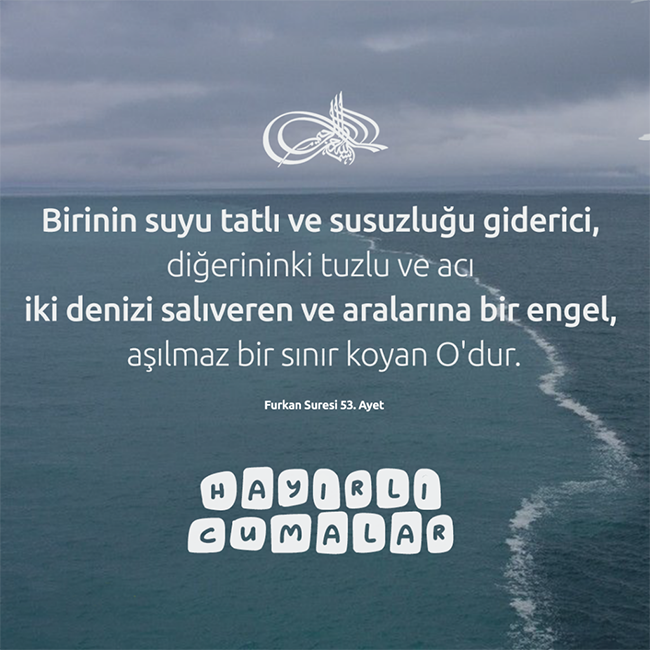 Birinin suyu tatlı ve susuzluğu giderici,
diğerininki tuzlu ve acı
iki denizi salıveren ve aralarına bir engel,
aşılmaz bir sınır koyan O'dur.
Furkan Suresi 53. Ayet
HAYIRLI
CUMALAR